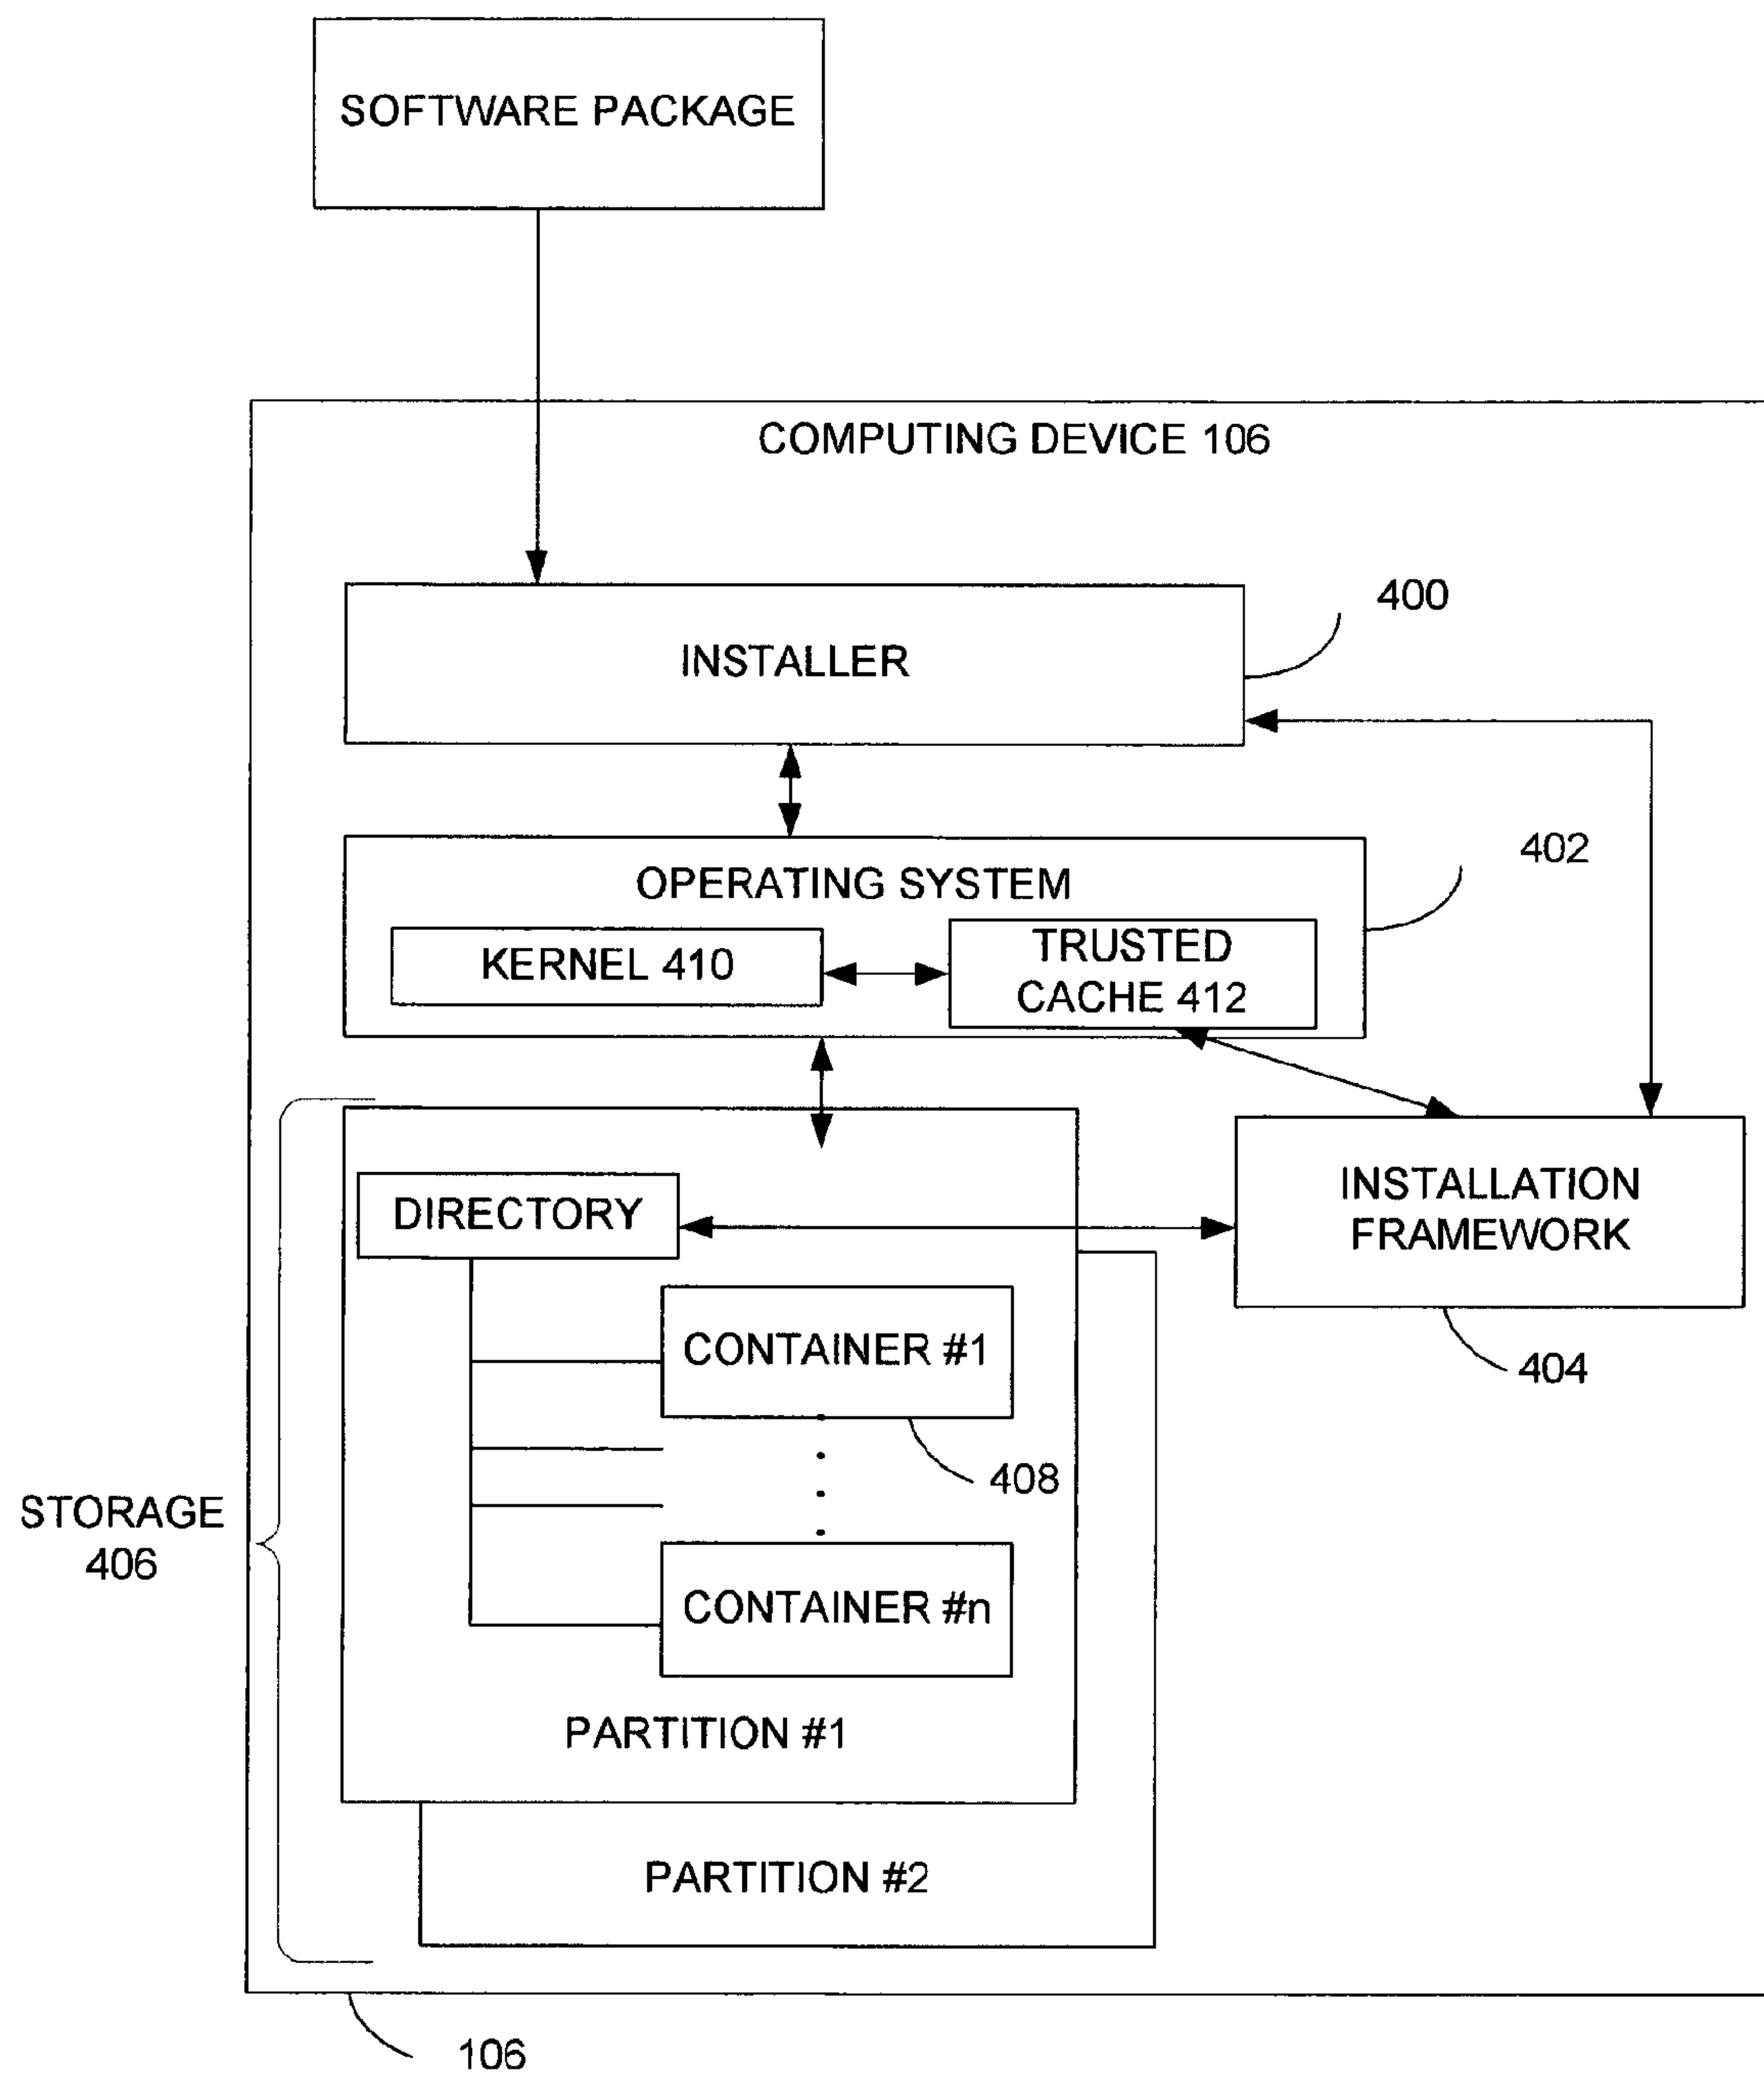 SOFTWARE PACKAGE
COMPUTING DEVICE 106
400
INSTALLER
402
OPERATING SYSTEM
KERNEL 410
TRUSTED
CACHE 412
INSTALLATION
FRAMEWORK
DIRECTORY
CONTAINER #1
404
408
STORAGE
406
CONTAINER #n
PARTITION #1
PARTITION #2
106